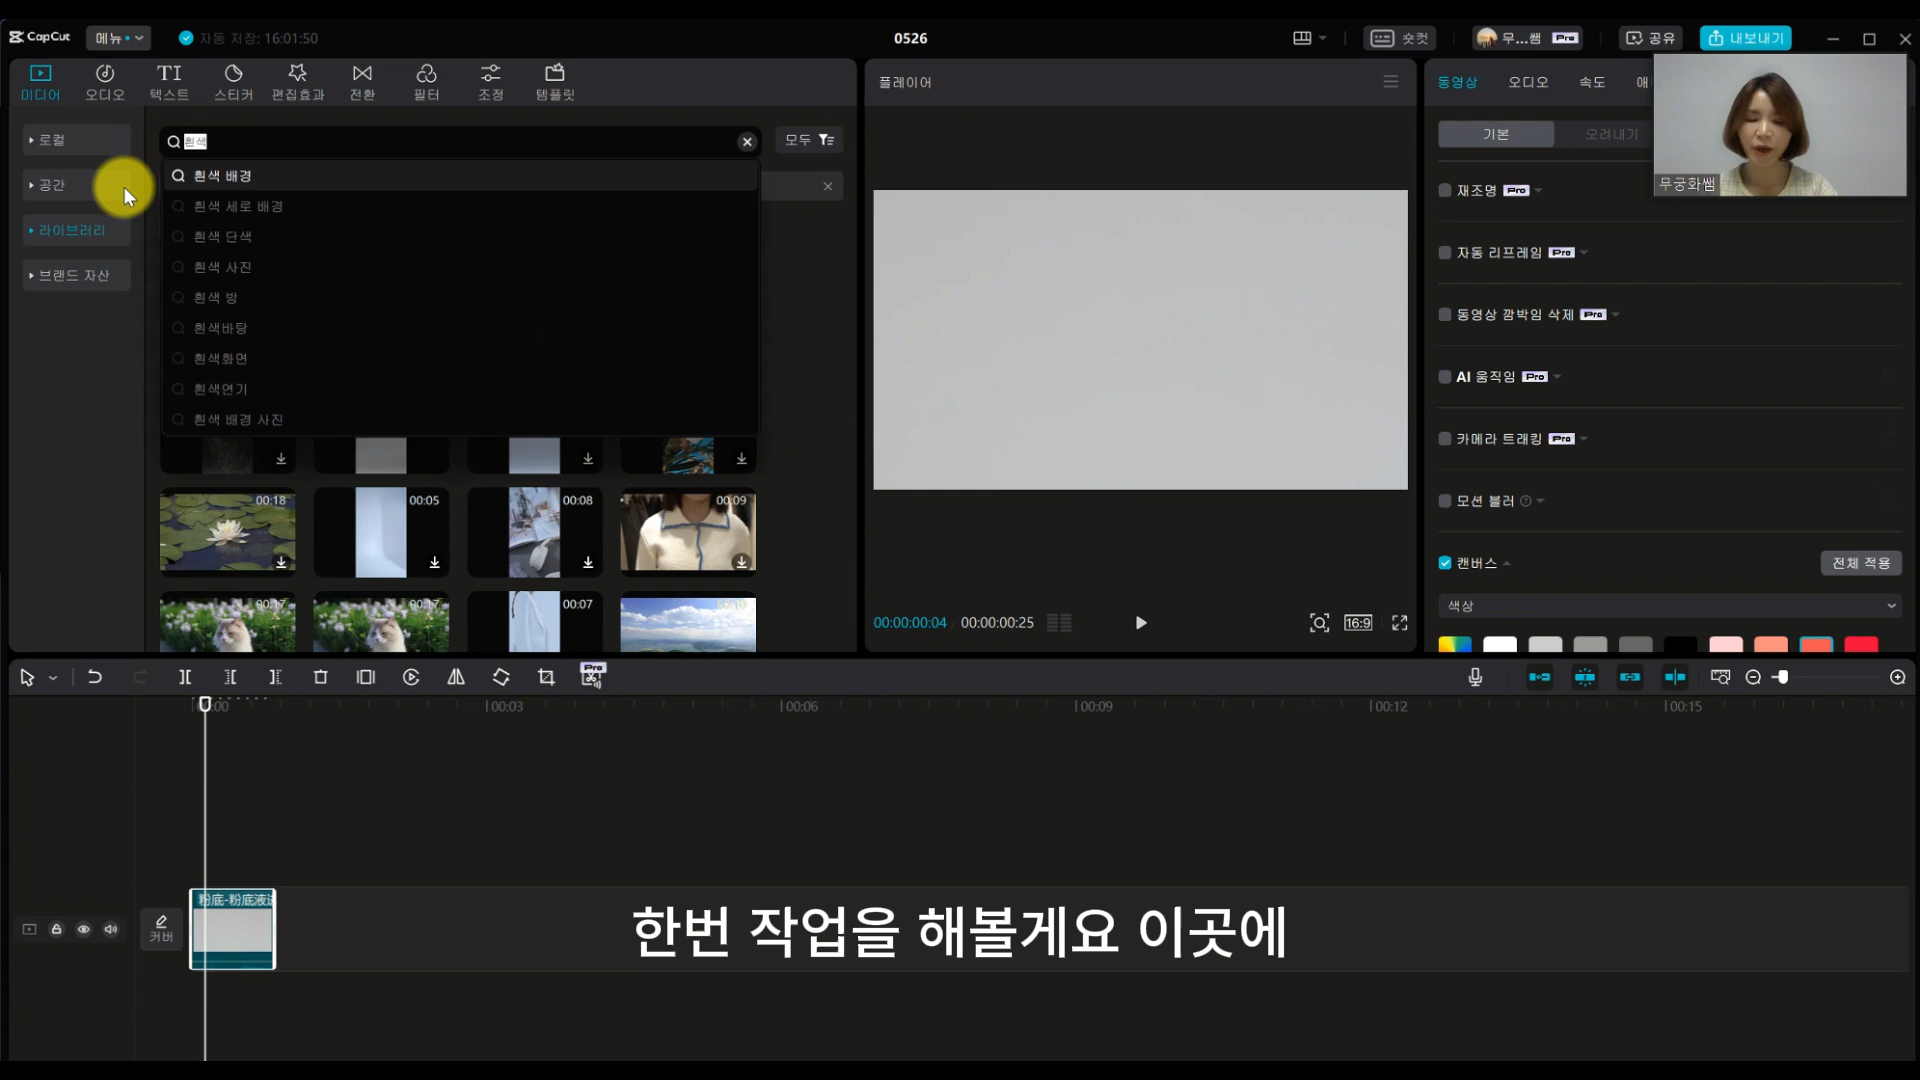 CapCut
메뉴
자동 저장: 16:01:50
0526
숏컷
무...쌤
Pro
공유
내보내기
미디어
오디오
텍스트
스티커
편집효과
전환
필터
조정
템플릿
로컬
공간
라이브러리
브랜드 자산
흰색
모두
흰색 배경
흰색 세로 배경
흰색 단색
흰색 사진
흰색 방
흰색바탕
흰색화면
흰색연기
흰색 배경 사진
00:18
00:05
00:08
00:09
00:17
00:17
00:07
플레이어
00:00:00:04
00:00:00:25
16:9
동영상
오디오
속도
애
무궁화쌤
기본
오려내기
재조명 Pro
자동 리프레임 Pro
동영상 깜박임 삭제 Pro
AI 움직임 Pro
카메라 트래킹 Pro
모션 블러
캔버스
전체 적용
색상
Pro
00:03
00:06
00:09
00:12
00:15
커버
粉底-粉底液
한번 작업을 해볼게요 이곳에